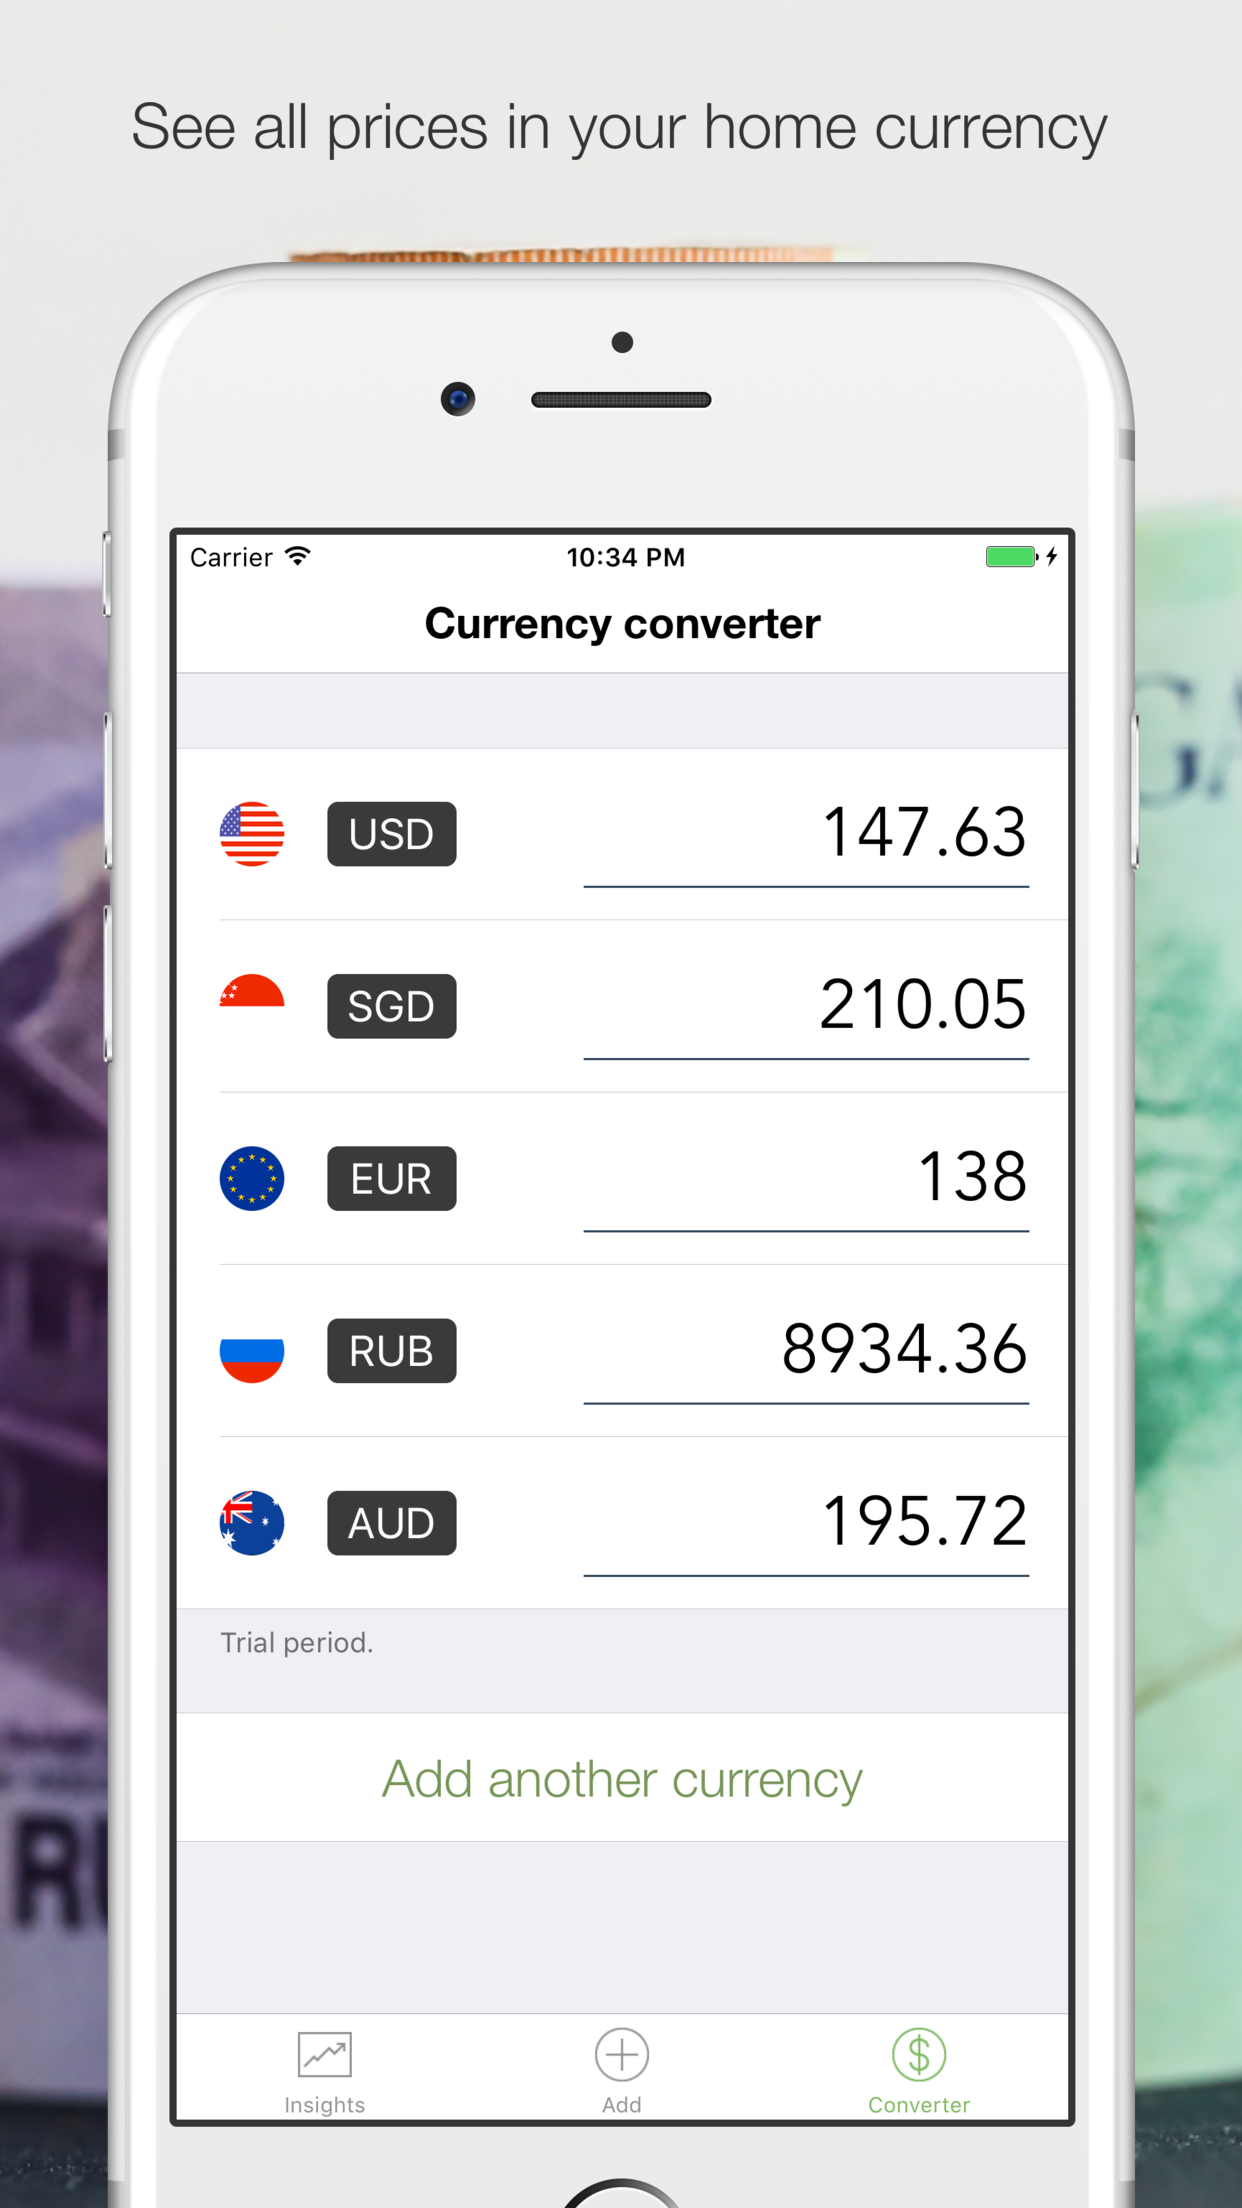 See all prices in your home currency
Carrier
10:34 PM
Currency converter
USD 147.63
SGD 210.05
EUR 138
RUB 8934.36
AUD 195.72
Trial period.
Add another currency
Insights
Add
Converter